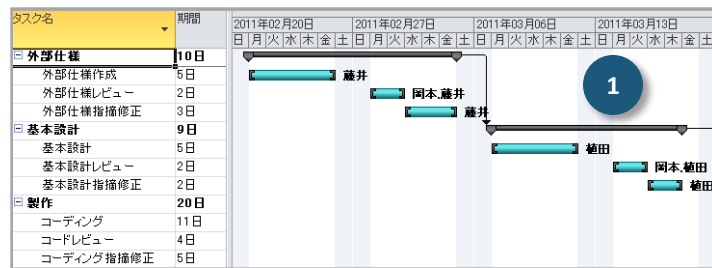 タスク名 期間 2011年02月20日 2011年02月27日 2011年03月06日 2011年03月13日
日 月 火 水 木 金 土 日 月 火 水 木 金 土 日 月 火 水 木 金 土 日 月 火 水 木 金 土
外部仕様 10日
外部仕様作成 5日 藤井
外部仕様レビュー 2日 岡本,藤井
外部仕様指摘修正 3日 藤井
1
基本設計 9日
基本設計 5日 植田
基本設計レビュー 2日 岡本,植田
基本設計指摘修正 2日 植田
製作 20日
コーディング 11日
コードレビュー 4日
コーディング指摘修正 5日